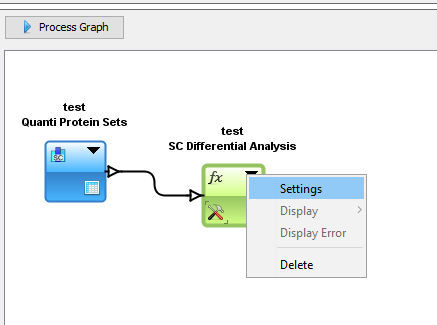 Process Graph
test
Quanti Protein Sets
test
SC Differential Analysis
fx
Settings
Display
Display Error
Delete